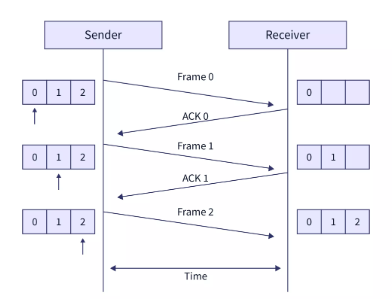 Sender Receiver
Frame 0
0 1 2 0
ACK 0
Frame 1
0 1 2 0 1
ACK 1
Frame 2
0 1 2 0 1 2
Time